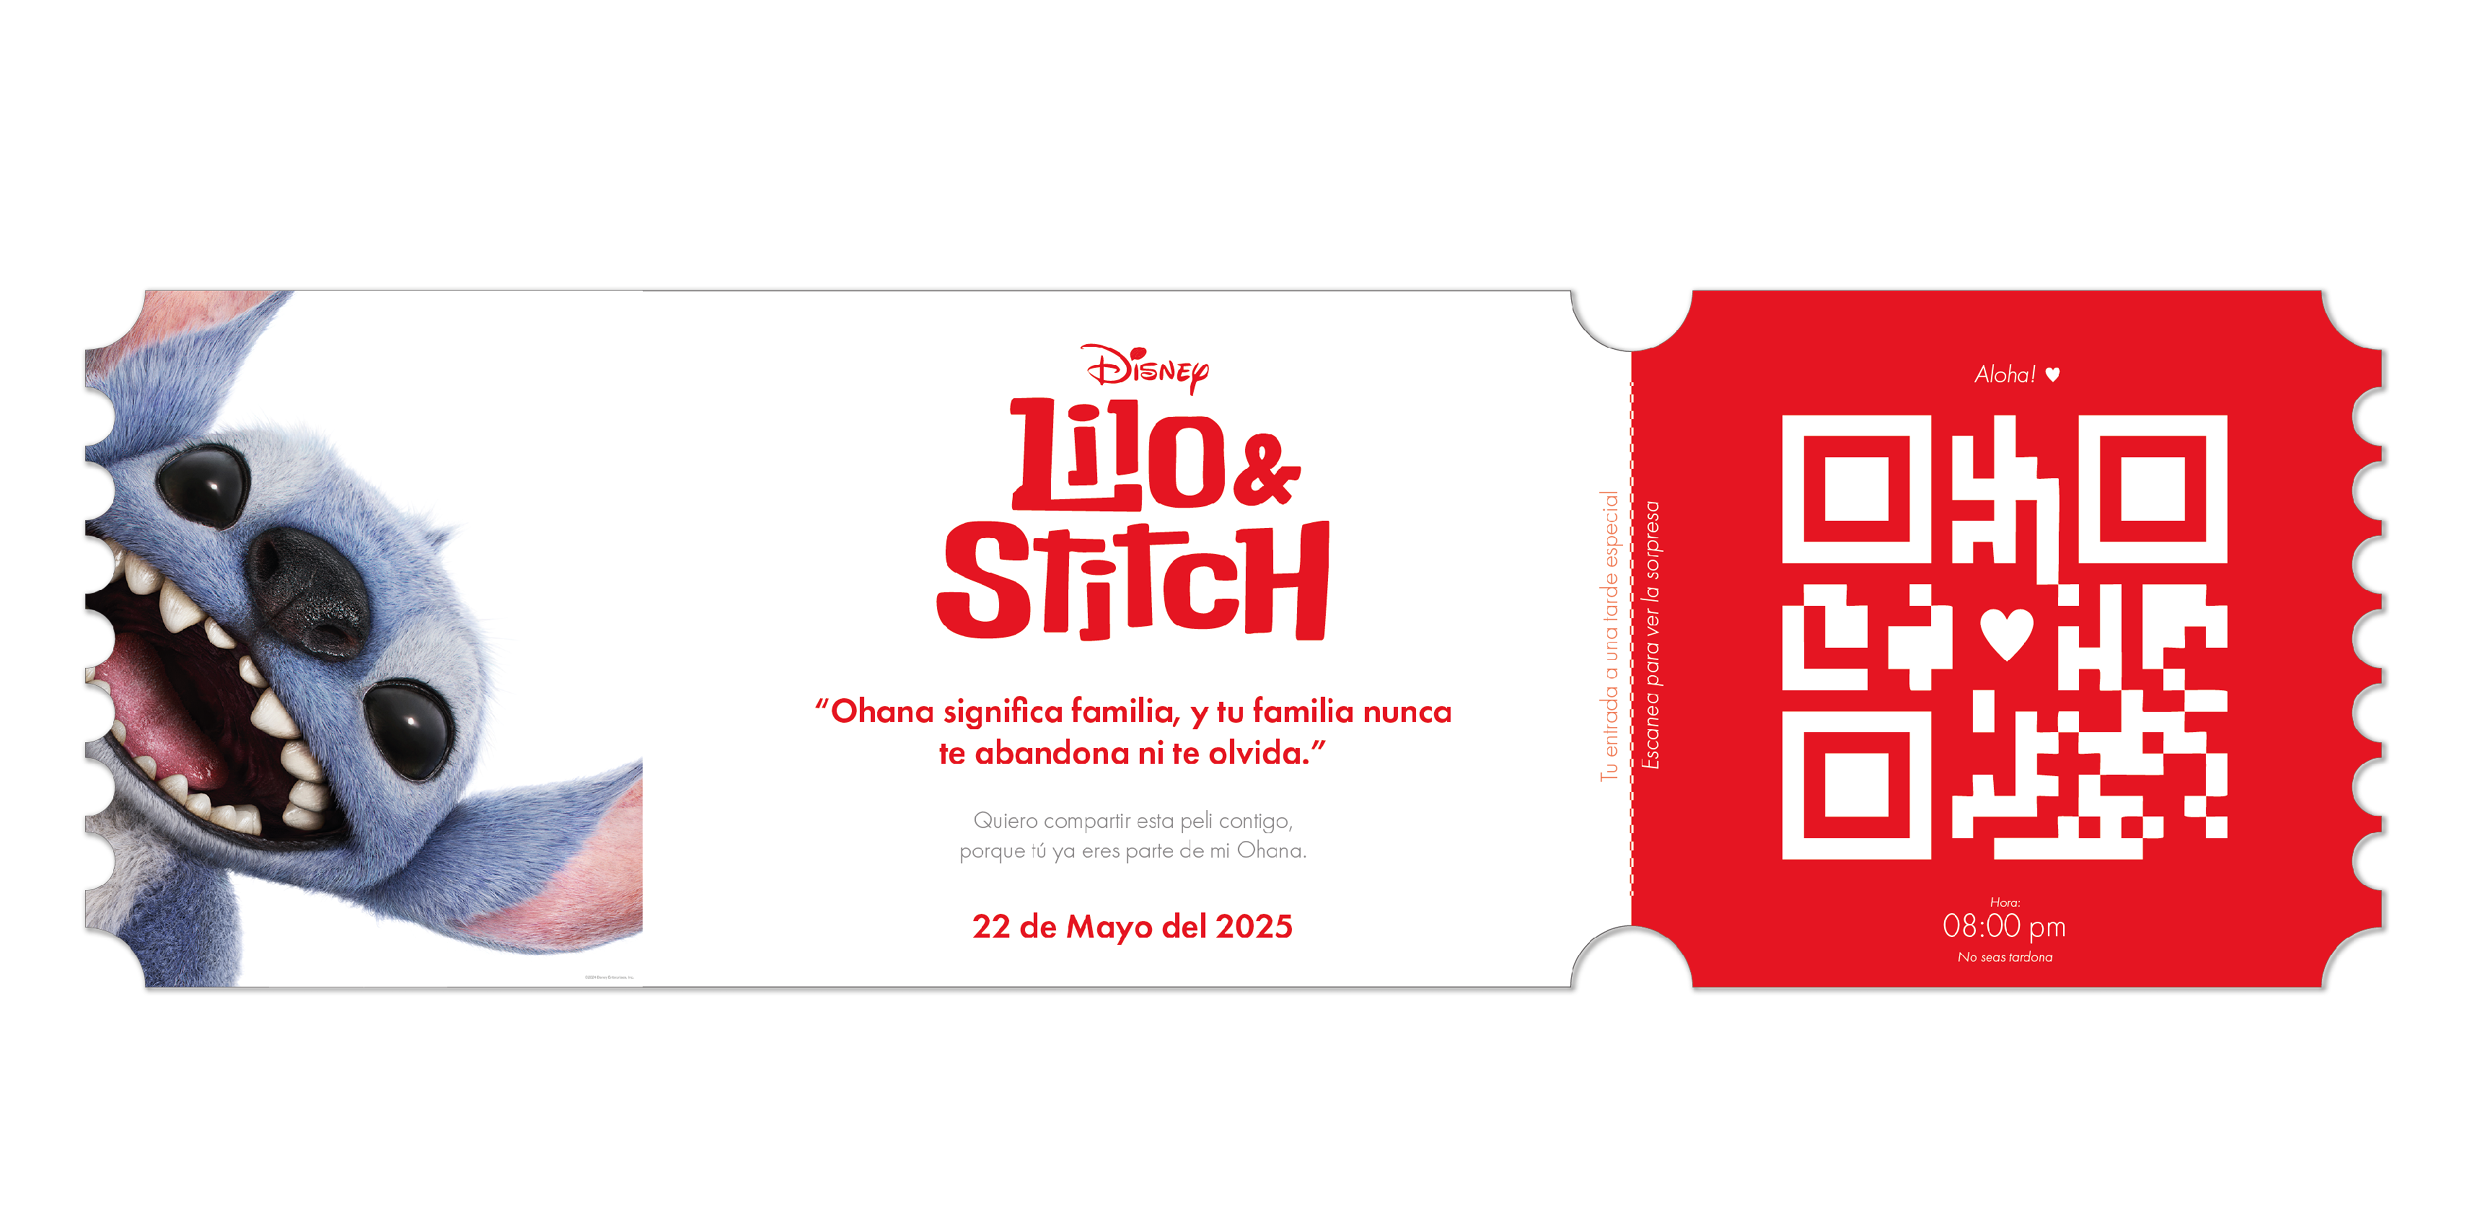 Disney
Lilo &
Stitch
“Ohana significa familia, y tu familia nunca
te abandona ni te olvida.”
Quiero compartir esta peli contigo,
porque tú ya eres parte de mi Ohana.
22 de Mayo del 2025
Tu entrada a una tarde especial
Escanea para ver la sorpresa
Aloha! ♥
Hora:
08:00 pm
No seas tardona